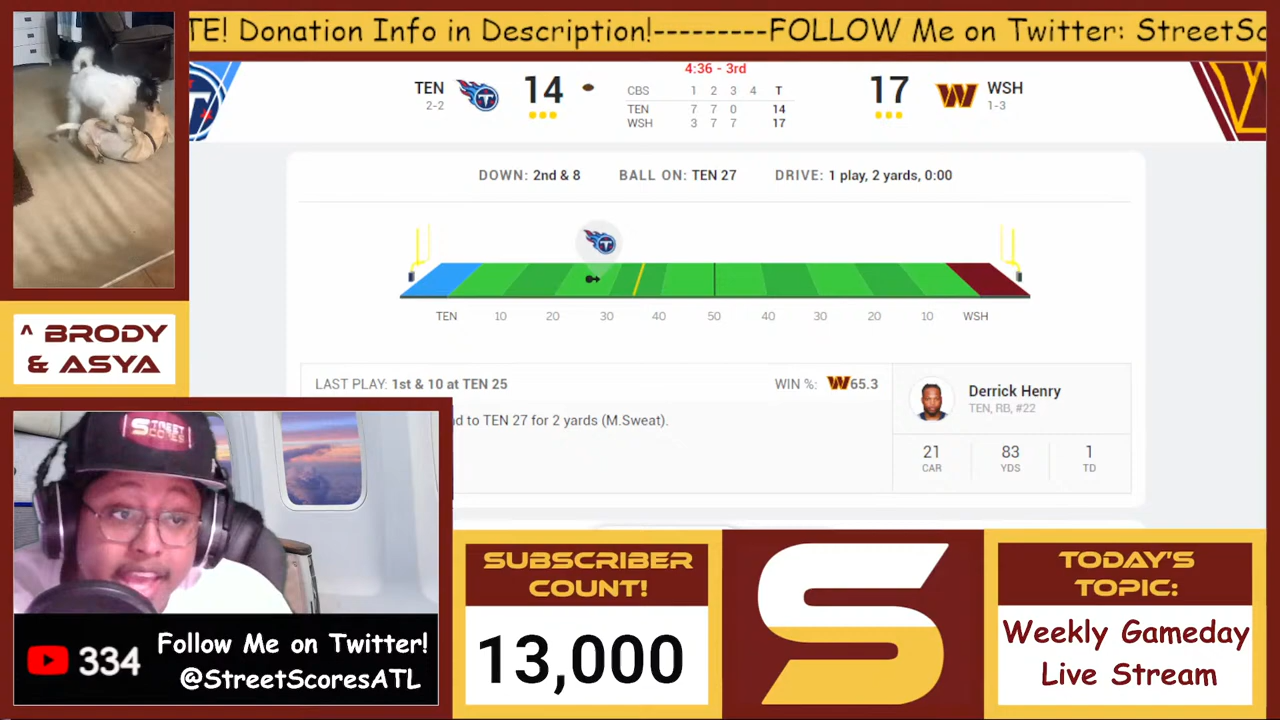 TE! Donation Info in Description!---------FOLLOW Me on Twitter: StreetSc
TEN
2-2
14
4:36 - 3rd
CBS 1 2 3 4 T
TEN 7 7 0 14
WSH 3 7 7 17
17
WSH
1-3
DOWN: 2nd & 8 BALL ON: TEN 27 DRIVE: 1 play, 2 yards, 0:00
TEN 10 20 30 40 50 40 30 20 10 WSH
LAST PLAY: 1st & 10 at TEN 25 WIN %: W 65.3
d to TEN 27 for 2 yards (M.Sweat).
Derrick Henry
TEN, RB, #22
21 83 1
CAR YDS TD
^ BRODY
& ASYA
STREET
SCORES
334
Follow Me on Twitter!
@StreetScoresATL
SUBSCRIBER
COUNT!
13,000
S
TODAY'S
TOPIC:
Weekly Gameday
Live Stream